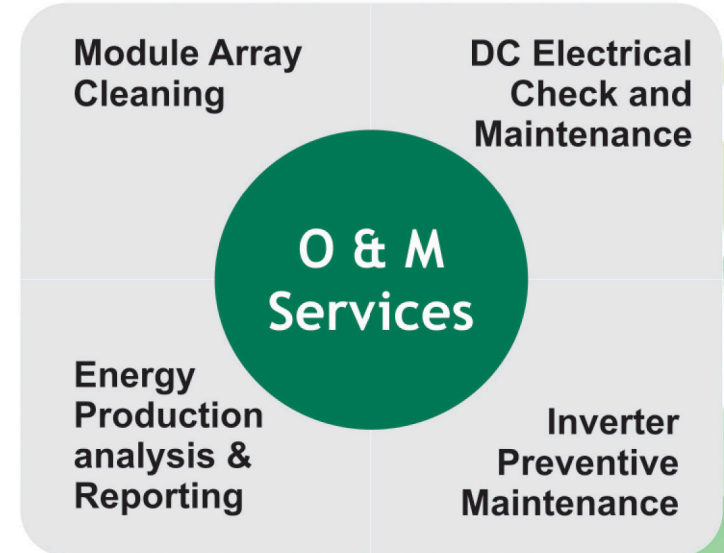 Module Array
Cleaning
DC Electrical
Check and
Maintenance
O & M
Services
Energy
Production
analysis &
Reporting
Inverter
Preventive
Maintenance